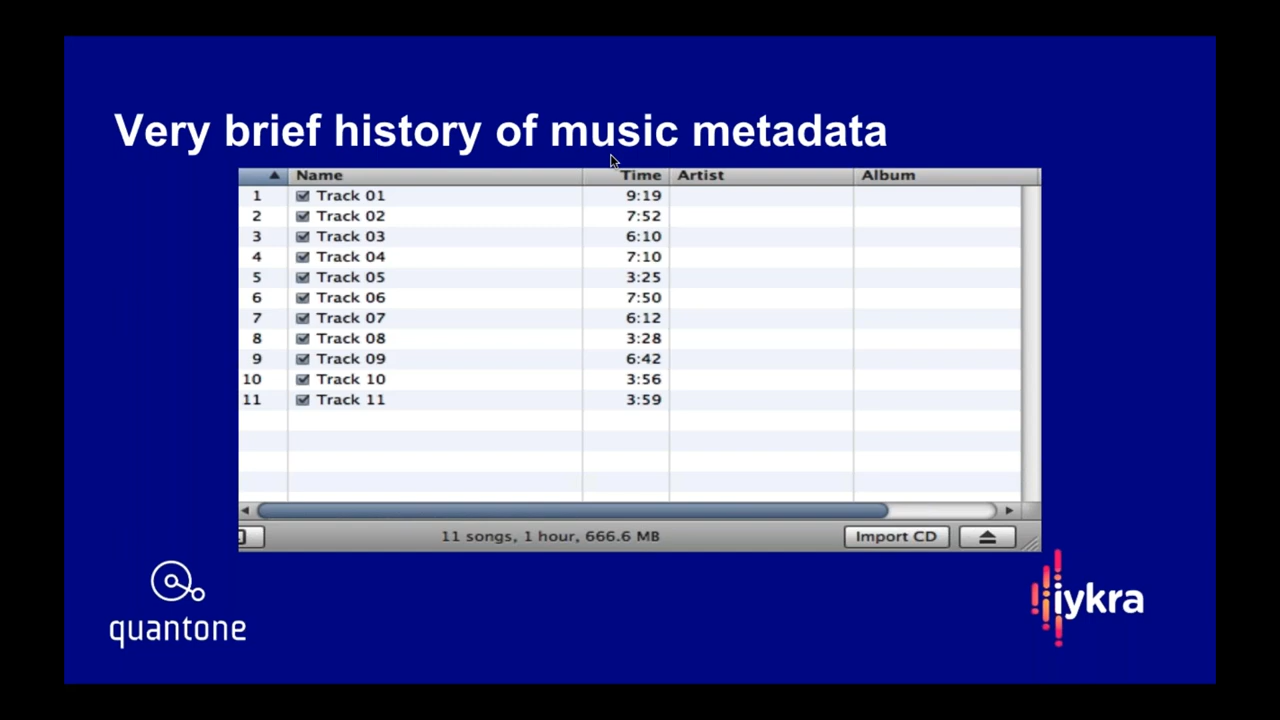 Very brief history of music metadata
Name Time Artist Album
1 Track 01 9:19
2 Track 02 7:52
3 Track 03 6:10
4 Track 04 7:10
5 Track 05 3:25
6 Track 06 7:50
7 Track 07 6:12
8 Track 08 3:28
9 Track 09 6:42
10 Track 10 3:56
11 Track 11 3:59
11 songs, 1 hour, 666.6 MB Import CD
quantone
iykra